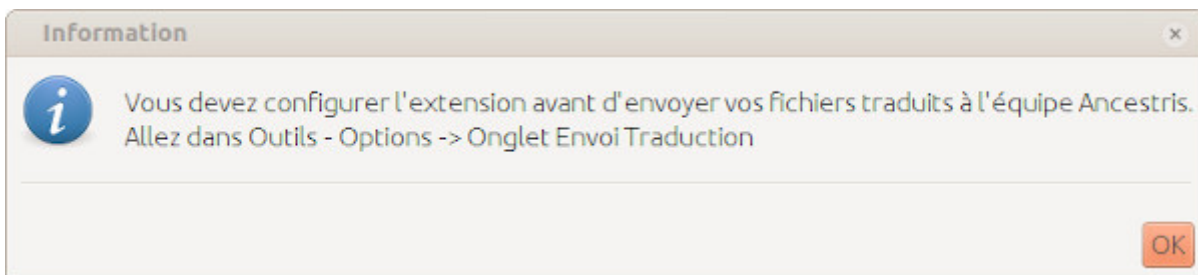 Information
Vous devez configurer l'extension avant d'envoyer vos fichiers traduits à l'équipe Ancestris.
Allez dans Outils - Options -> Onglet Envoi Traduction
OK